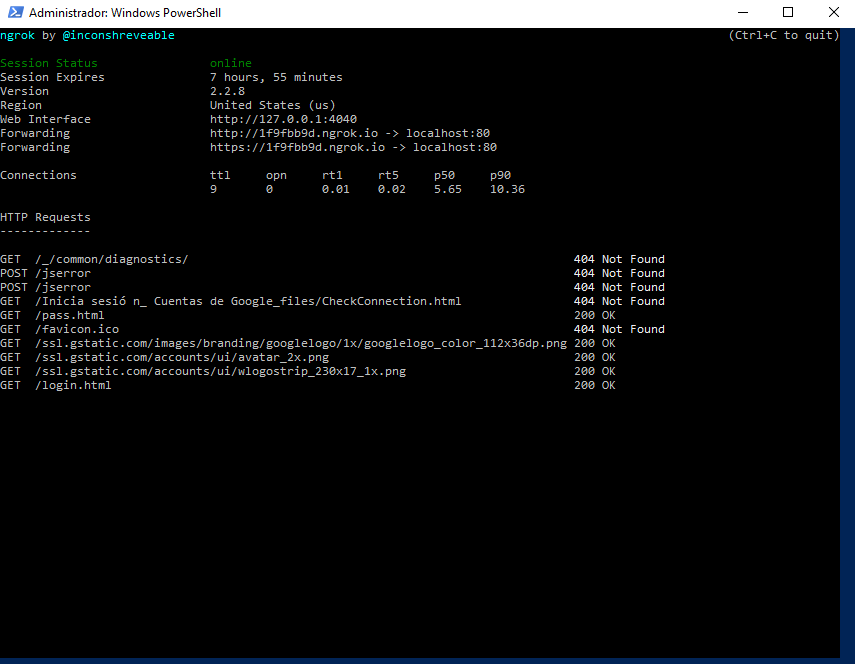 Administrador: Windows PowerShell
ngrok by @inconshreveable (Ctrl+C to quit)
Session Status online
Session Expires 7 hours, 55 minutes
Version 2.2.8
Region United States (us)
Web Interface http://127.0.0.1:4040
Forwarding http://1f9fbb9d.ngrok.io -> localhost:80
Forwarding https://1f9fbb9d.ngrok.io -> localhost:80
Connections ttl opn rt1 rt5 p50 p90
9 0 0.01 0.02 5.65 10.36
HTTP Requests
-------------
GET /_/common/diagnostics/ 404 Not Found
POST /jserror 404 Not Found
POST /jserror 404 Not Found
GET /Inicia sesió n_ Cuentas de Google_files/CheckConnection.html 404 Not Found
GET /pass.html 200 OK
GET /favicon.ico 404 Not Found
GET /ssl.gstatic.com/images/branding/googlelogo/1x/googlelogo_color_112x36dp.png 200 OK
GET /ssl.gstatic.com/accounts/ui/avatar_2x.png 200 OK
GET /ssl.gstatic.com/accounts/ui/wlogostrip_230x17_1x.png 200 OK
GET /login.html 200 OK